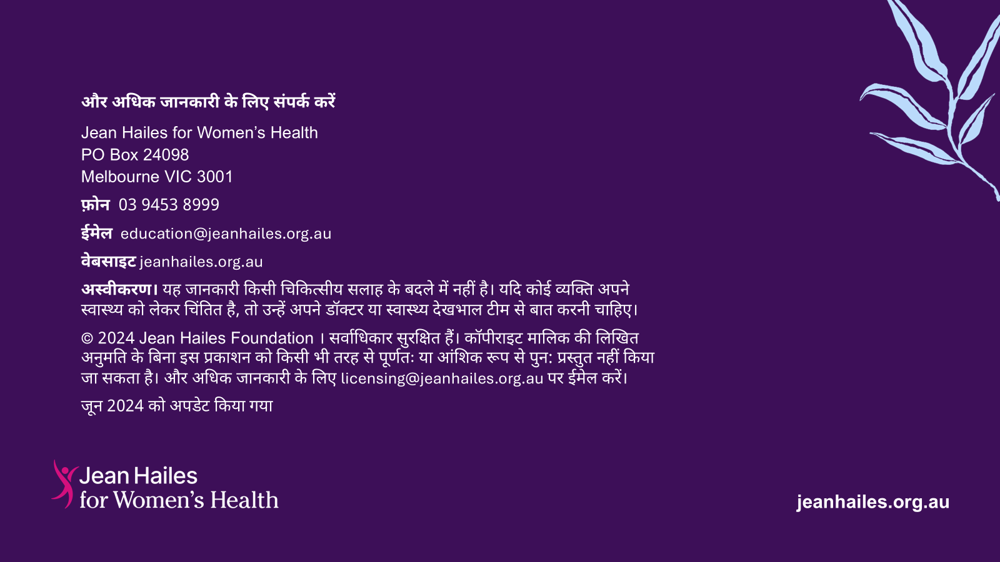 और अधिक जानकारी के लिए संपर्क करें
Jean Hailes for Women’s Health
PO Box 24098
Melbourne VIC 3001
फ़ोन 03 9453 8999
ईमेल education@jeanhailes.org.au
वेबसाइट jeanhailes.org.au
अस्वीकरण। यह जानकारी किसी चिकित्सीय सलाह के बदले में नहीं है। यदि कोई व्यक्ति अपने
स्वास्थ्य को लेकर चिंतित है, तो उन्हें अपने डॉक्टर या स्वास्थ्य देखभाल टीम से बात करनी चाहिए।
© 2024 Jean Hailes Foundation । सर्वाधिकार सुरक्षित हैं। कॉपीराइट मालिक की लिखित
अनुमति के बिना इस प्रकाशन को किसी भी तरह से पूर्णतः या आंशिक रूप से पुन: प्रस्तुत नहीं किया
जा सकता है। और अधिक जानकारी के लिए licensing@jeanhailes.org.au पर ईमेल करें।
जून 2024 को अपडेट किया गया
Jean Hailes
for Women’s Health
jeanhailes.org.au